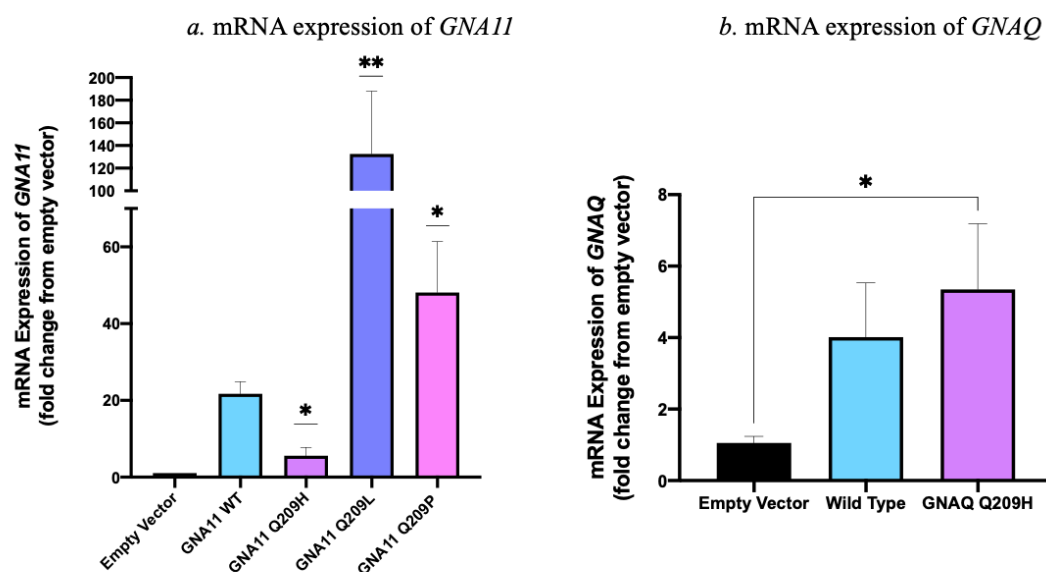 a. mRNA expression of GNA11
mRNA Expression of GNA11
(fold change from empty vector)
200
180
160
140
120
100
60
40
20
0
**
*
*
Empty Vector
GNA11 WT
GNA11 Q209H
GNA11 Q209L
GNA11 Q209P
b. mRNA expression of GNAQ
mRNA Expression of GNAQ
(fold change from empty vector)
8
6
4
2
0
*
Empty Vector
Wild Type
GNAQ Q209H